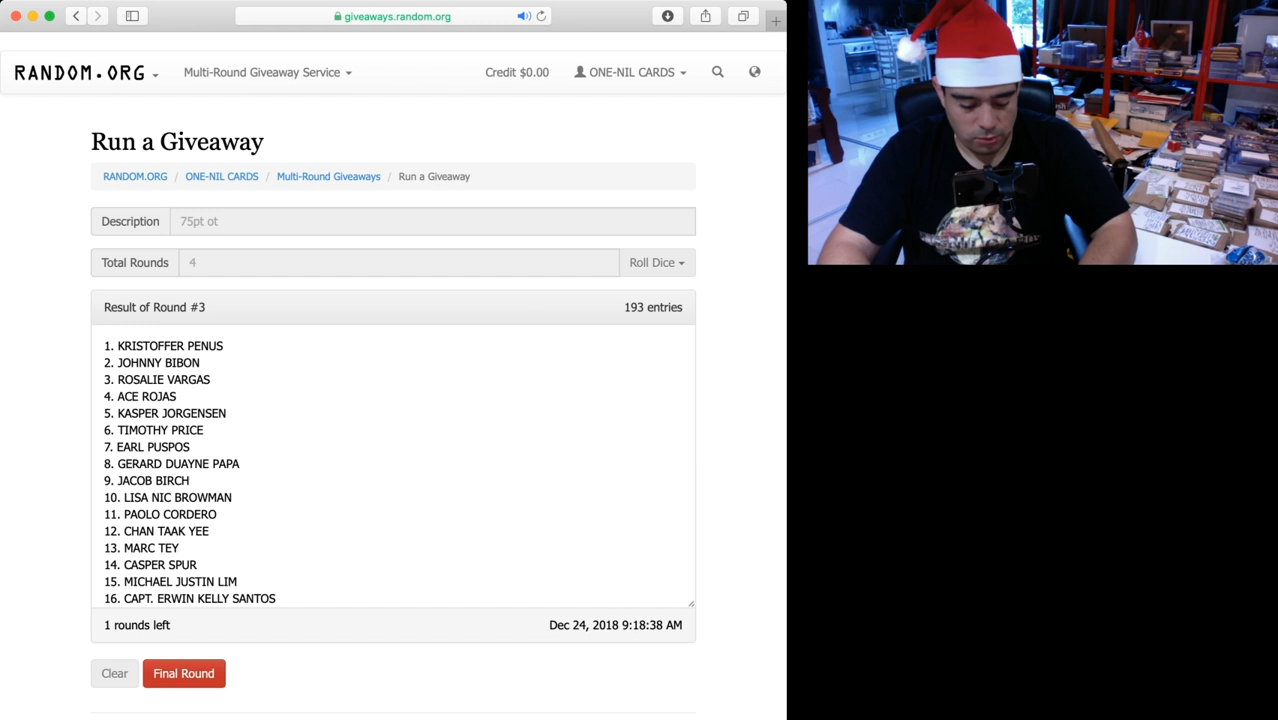 giveaways.random.org
RANDOM.ORG
Multi-Round Giveaway Service
Credit $0.00
ONE-NIL CARDS
Run a Giveaway
RANDOM.ORG / ONE-NIL CARDS / Multi-Round Giveaways / Run a Giveaway
Description 75pt ot
Total Rounds 4 Roll Dice
Result of Round #3 193 entries
1. KRISTOFFER PENUS
2. JOHNNY BIBON
3. ROSALIE VARGAS
4. ACE ROJAS
5. KASPER JORGENSEN
6. TIMOTHY PRICE
7. EARL PUSPOS
8. GERARD DUAYNE PAPA
9. JACOB BIRCH
10. LISA NIC BROWMAN
11. PAOLO CORDERO
12. CHAN TAAK YEE
13. MARC TEY
14. CASPER SPUR
15. MICHAEL JUSTIN LIM
16. CAPT. ERWIN KELLY SANTOS
1 rounds left Dec 24, 2018 9:18:38 AM
Clear Final Round